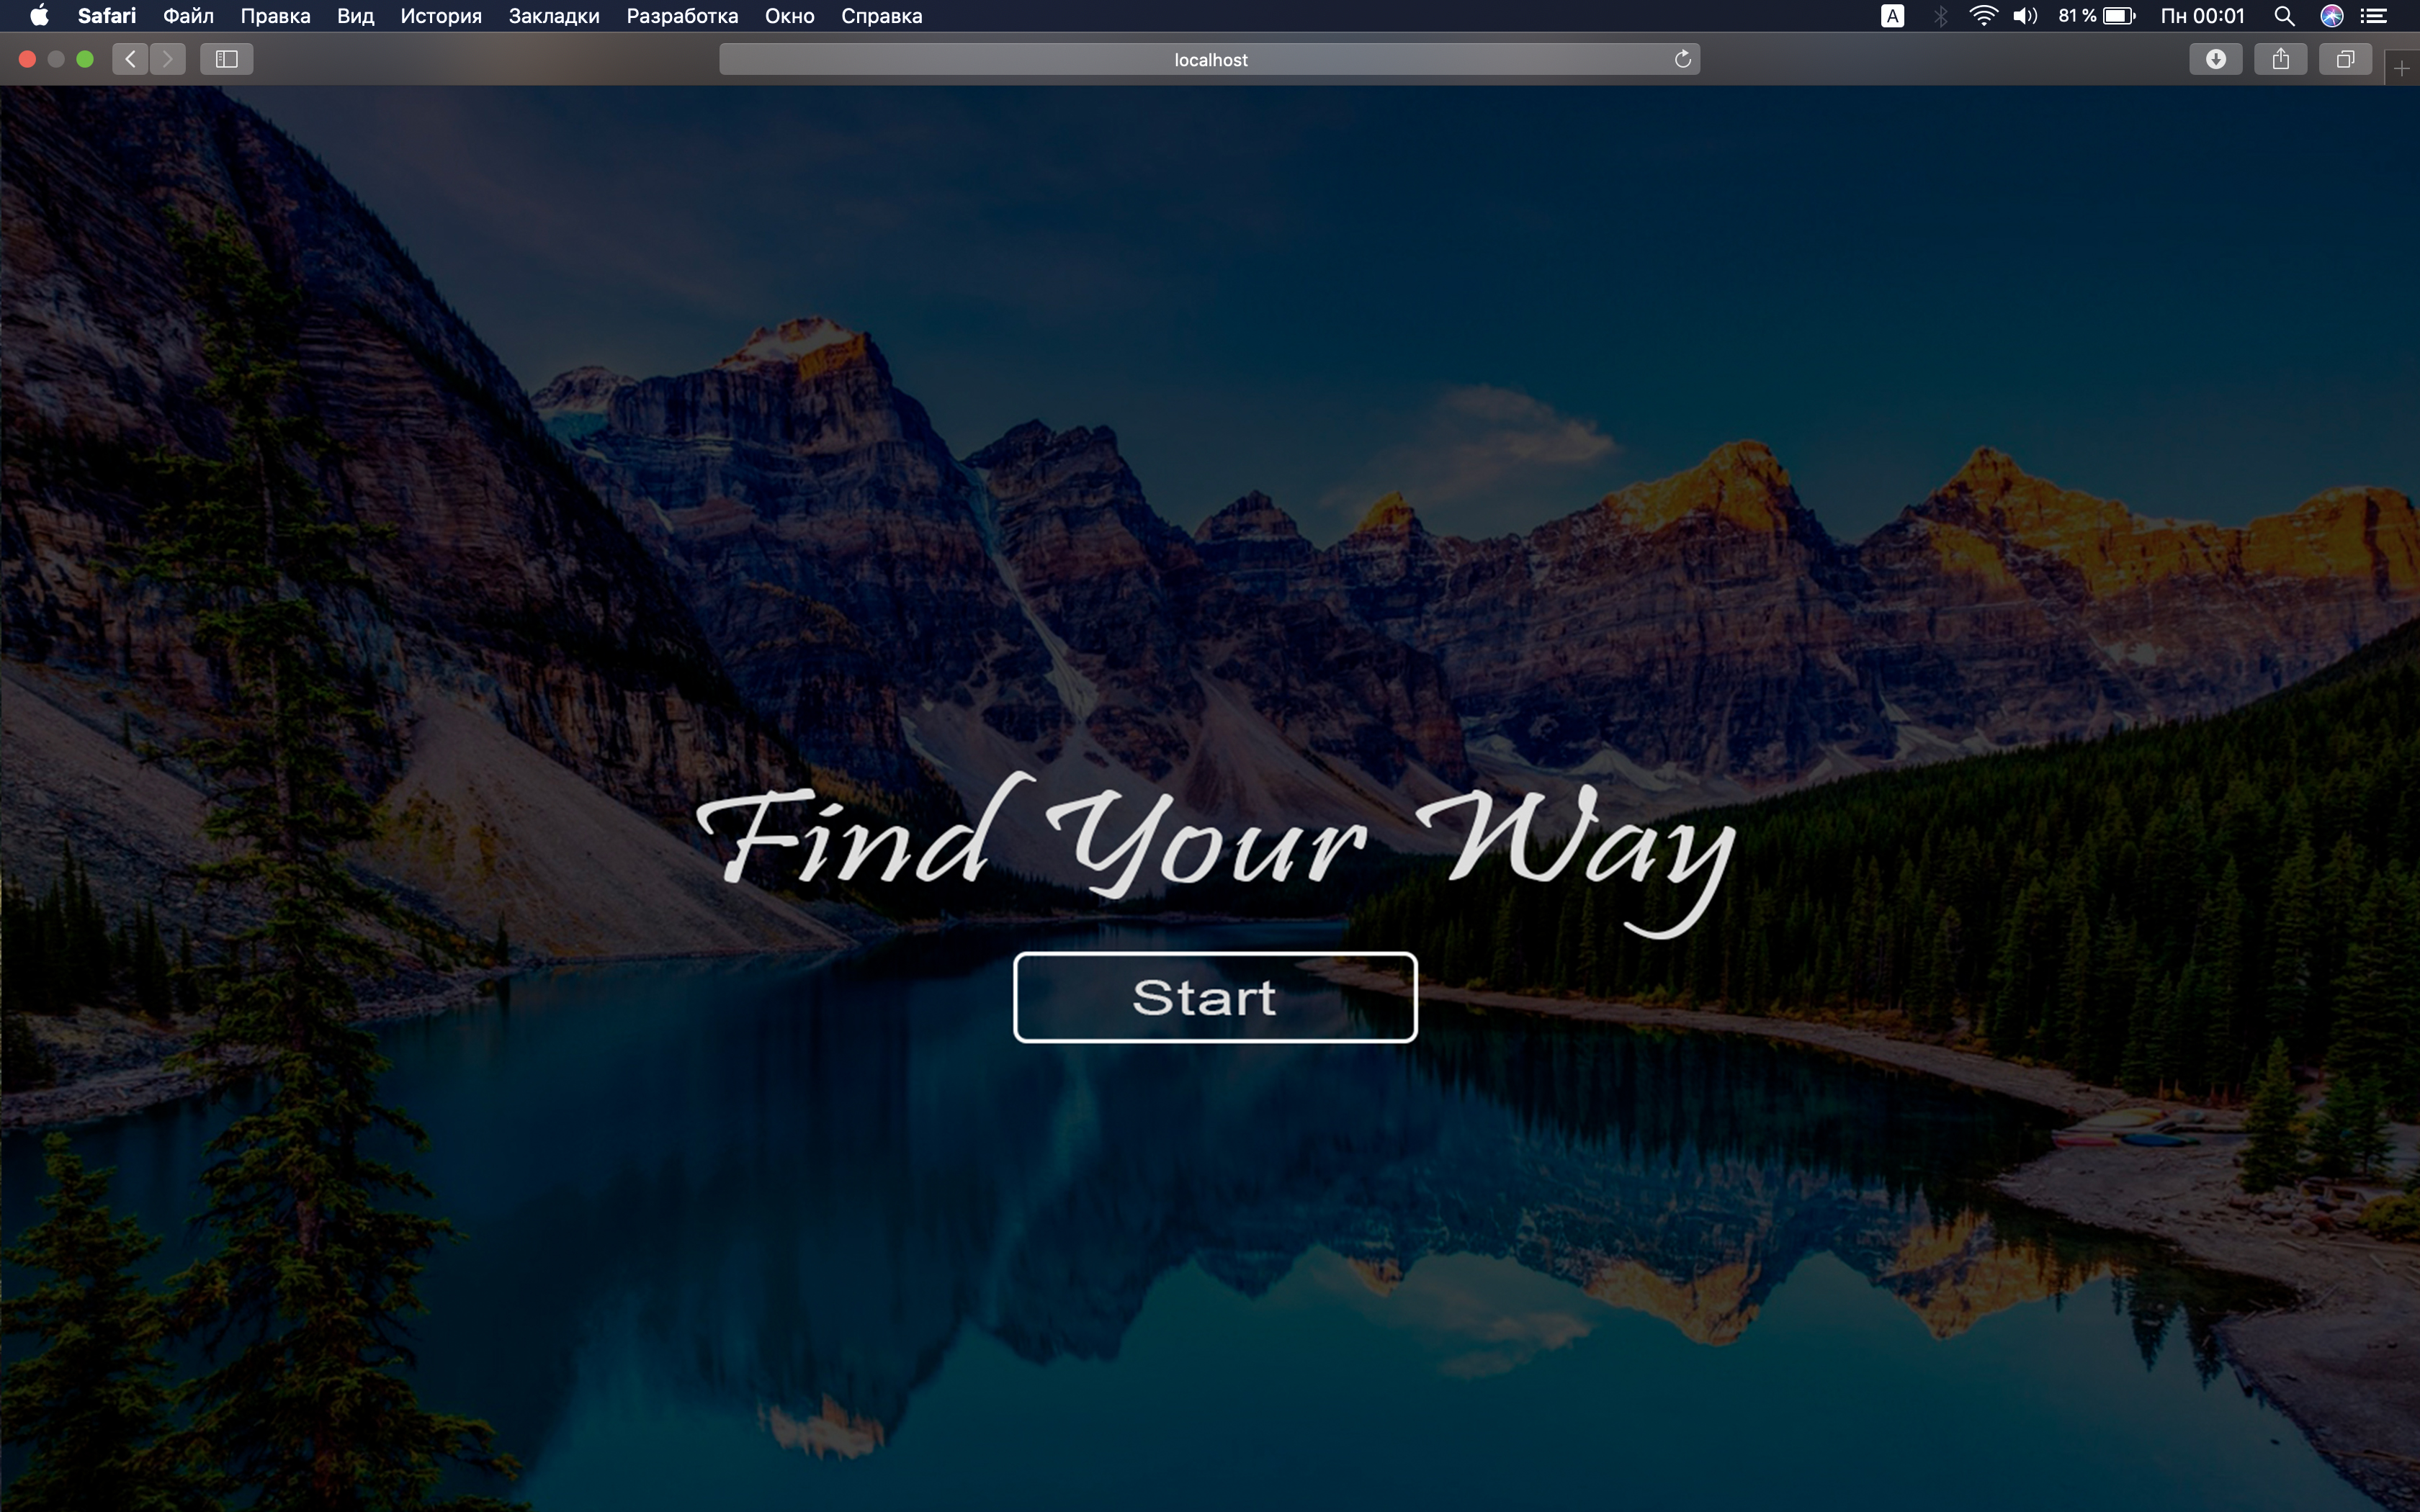 Safari Файл Правка Вид История Закладки Разработка Окно Справка A 81 % Пн 00:01
localhost
Find Your Way
Start